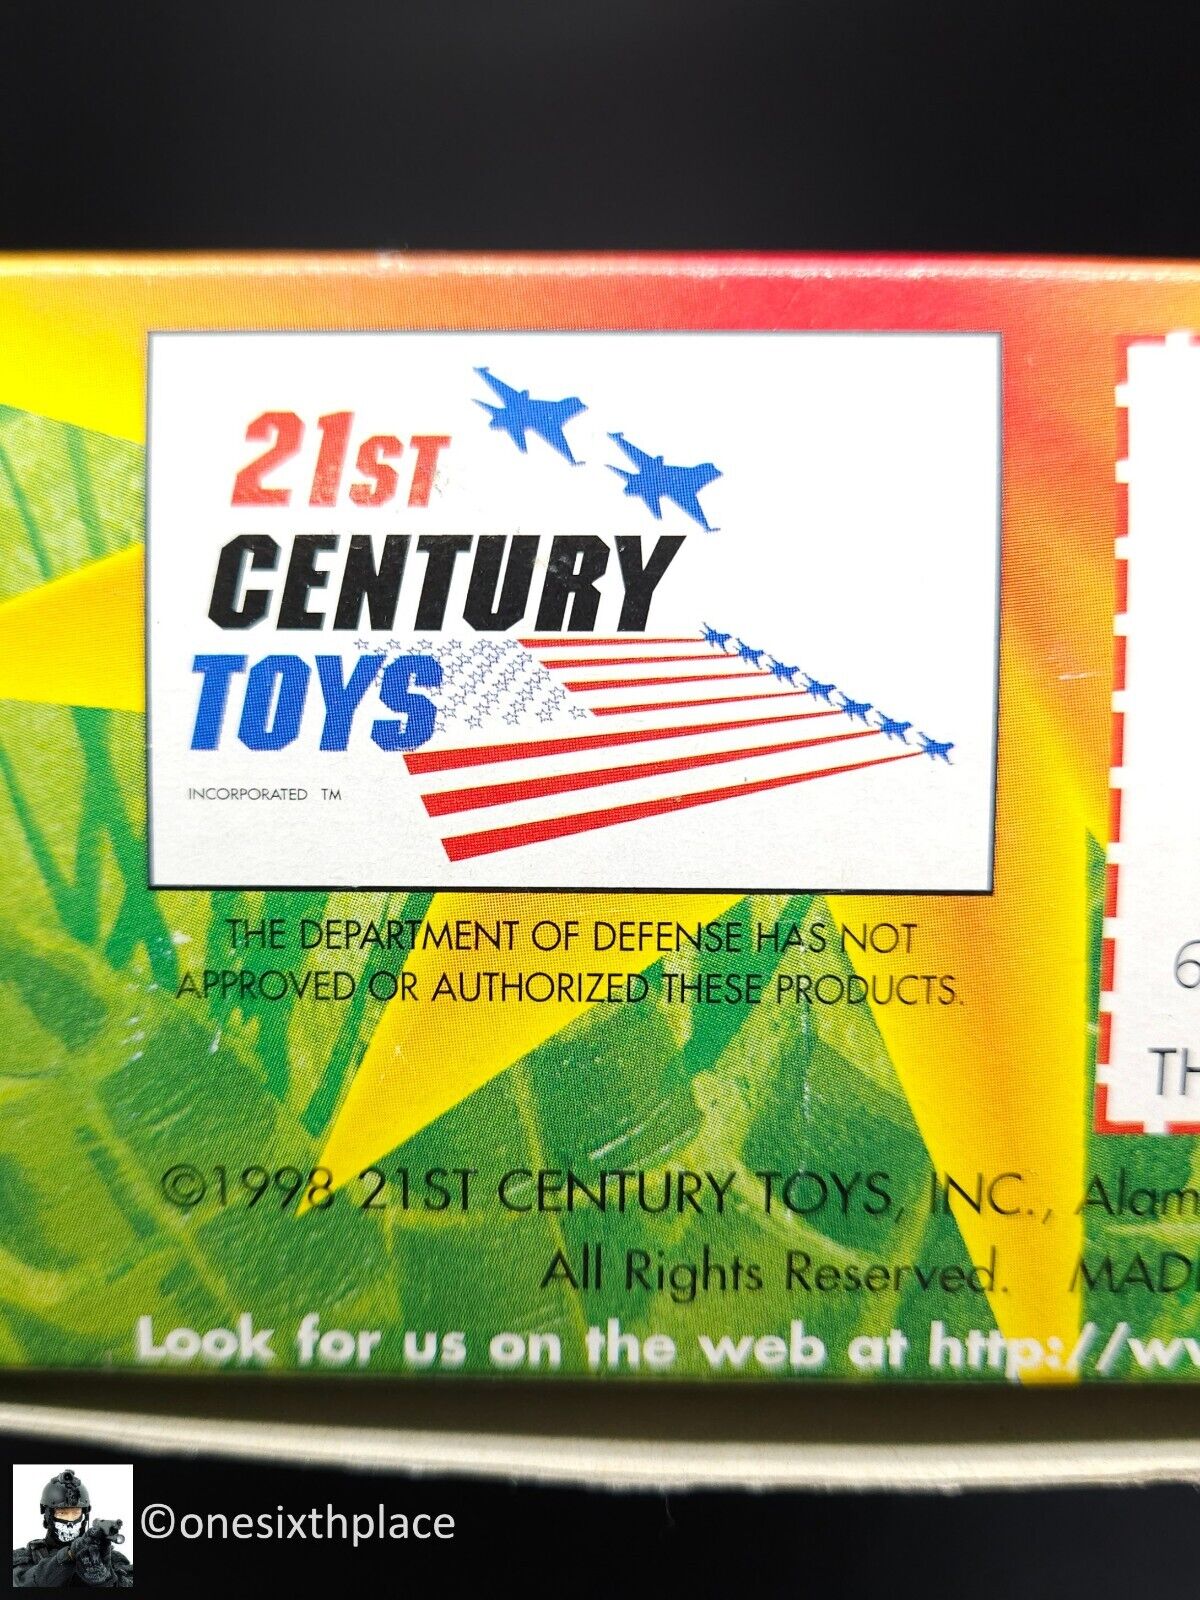 21ST
CENTURY
TOYS
INCORPORATED TM
THE DEPARTMENT OF DEFENSE HAS NOT
APPROVED OR AUTHORIZED THESE PRODUCTS.
©1998 21ST CENTURY TOYS, INC.,
All Rights Reserved.
Look for us on the web at
©onesixthplace